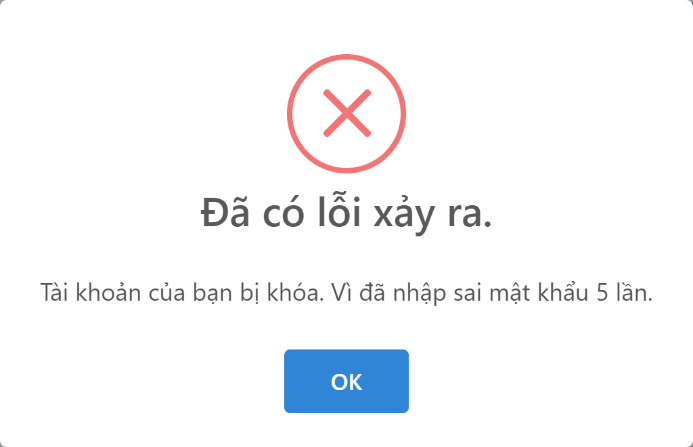 Đã có lỗi xảy ra.
Tài khoản của bạn bị khóa. Vì đã nhập sai mật khẩu 5 lần.
OK